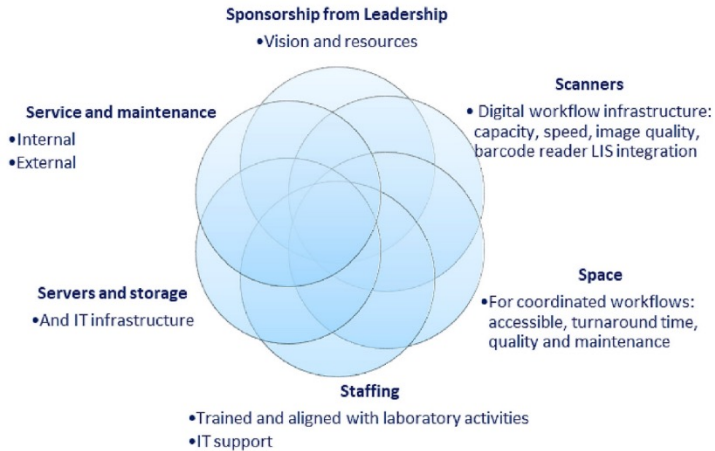 Sponsorship from Leadership
•Vision and resources
Scanners
• Digital workflow infrastructure:
capacity, speed, image quality,
barcode reader LIS integration
Space
•For coordinated workflows:
accessible, turnaround time,
quality and maintenance
Staffing
•Trained and aligned with laboratory activities
•IT support
Servers and storage
•And IT infrastructure
Service and maintenance
•Internal
•External